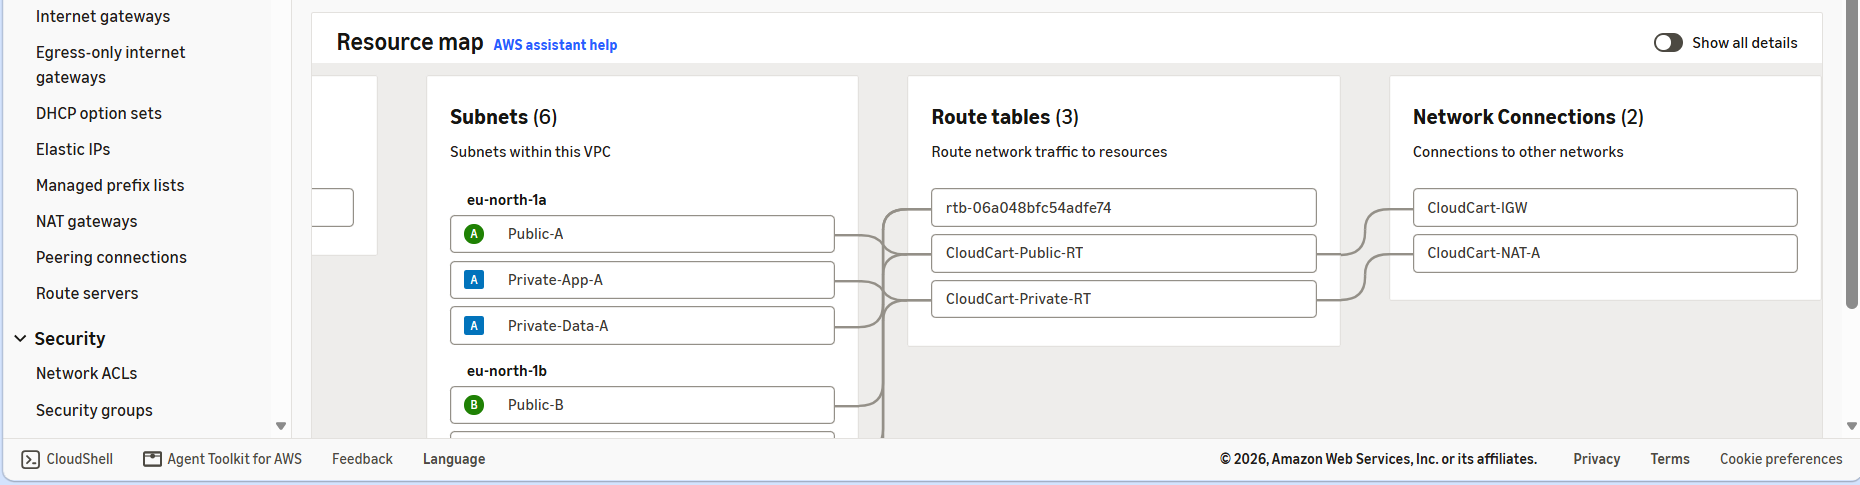 Internet gateways
Egress-only internet
gateways
DHCP option sets
Elastic IPs
Managed prefix lists
NAT gateways
Peering connections
Route servers
Security
Network ACLs
Security groups
Resource map AWS assistant help
Show all details
Subnets (6)
Subnets within this VPC
eu-north-1a
A Public-A
A Private-App-A
A Private-Data-A
eu-north-1b
B Public-B
Route tables (3)
Route network traffic to resources
rtb-06a048bfc54adfe74
CloudCart-Public-RT
CloudCart-Private-RT
Network Connections (2)
Connections to other networks
CloudCart-IGW
CloudCart-NAT-A
CloudShell Agent Toolkit for AWS Feedback Language © 2026, Amazon Web Services, Inc. or its affiliates. Privacy Terms Cookie preferences